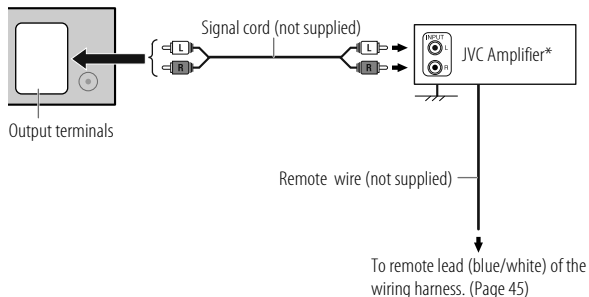 Signal cord (not supplied)
L
R
L
R
INPUT
L
R
JVC Amplifier*
Output terminals
Remote wire (not supplied)
To remote lead (blue/white) of the
wiring harness. (Page 45)